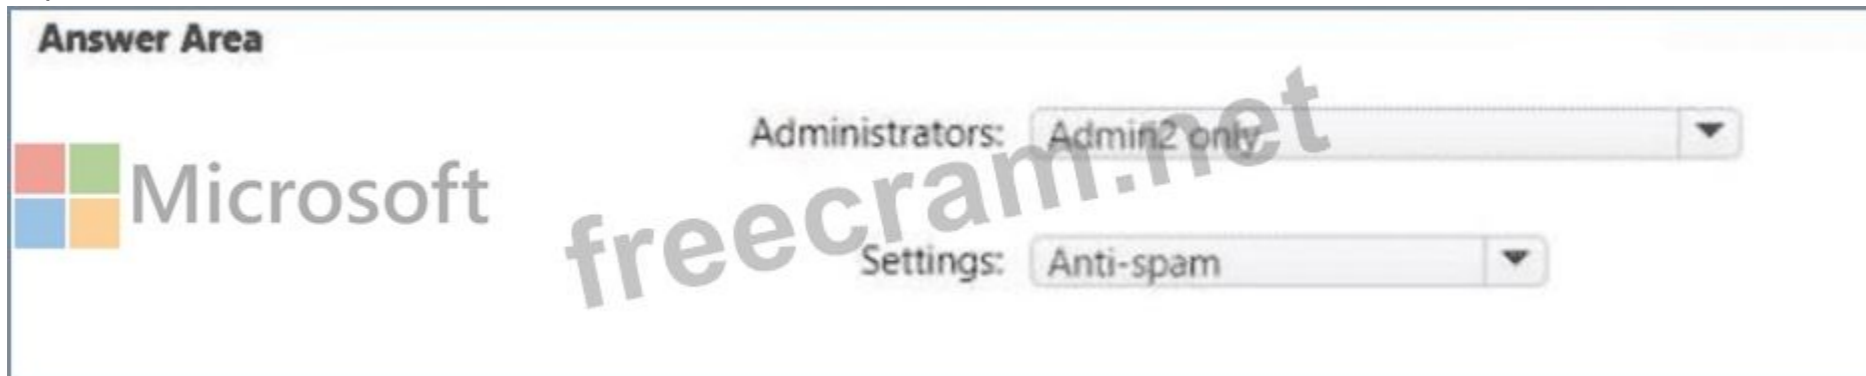 Answer Area
Administrators: Admin2 only
Microsoft
freecram.net
Settings: Anti-spam